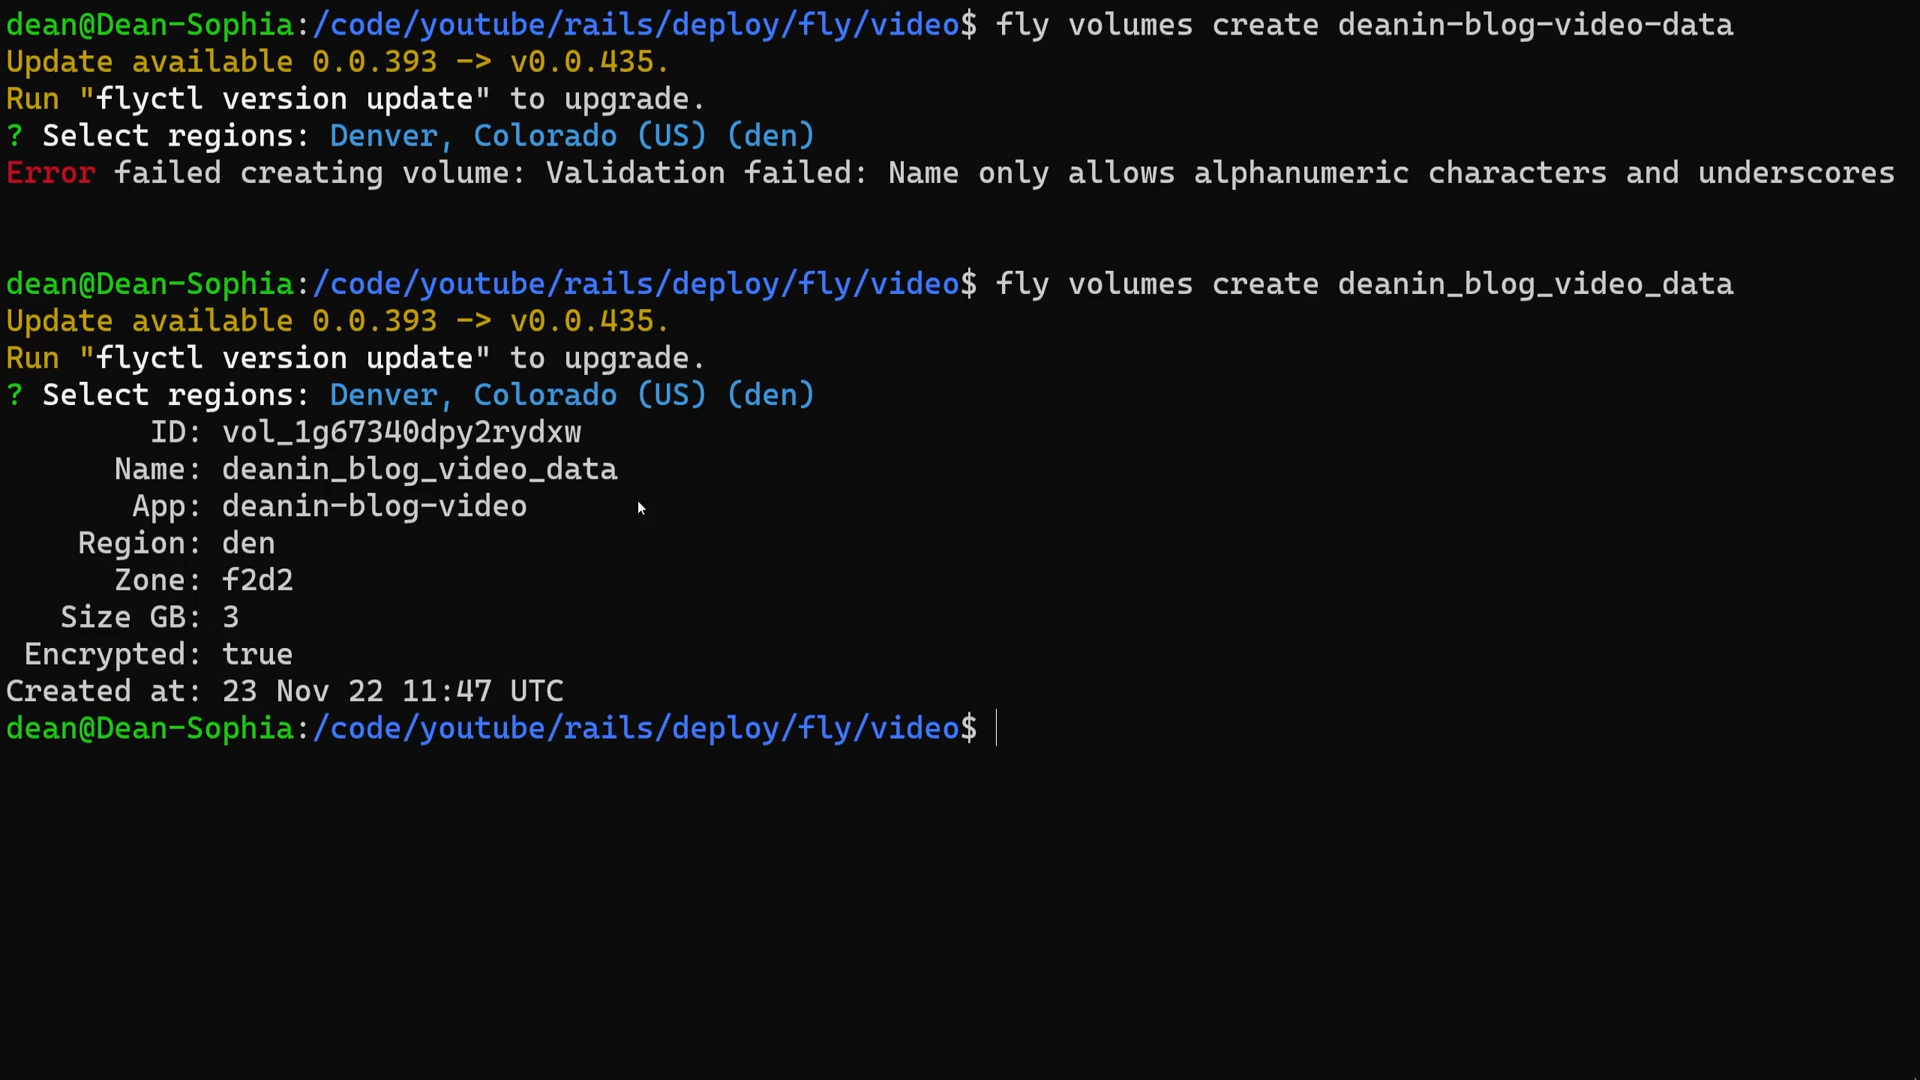 dean@Dean-Sophia:/code/youtube/rails/deploy/fly/video$ fly volumes create deanin-blog-video-data
Update available 0.0.393 -> v0.0.435.
Run "flyctl version update" to upgrade.
? Select regions: Denver, Colorado (US) (den)
Error failed creating volume: Validation failed: Name only allows alphanumeric characters and underscores
dean@Dean-Sophia:/code/youtube/rails/deploy/fly/video$ fly volumes create deanin_blog_video_data
Update available 0.0.393 -> v0.0.435.
Run "flyctl version update" to upgrade.
? Select regions: Denver, Colorado (US) (den)
ID: vol_1g67340dpy2rydxw
Name: deanin_blog_video_data
App: deanin-blog-video
Region: den
Zone: f2d2
Size GB: 3
Encrypted: true
Created at: 23 Nov 22 11:47 UTC
dean@Dean-Sophia:/code/youtube/rails/deploy/fly/video$